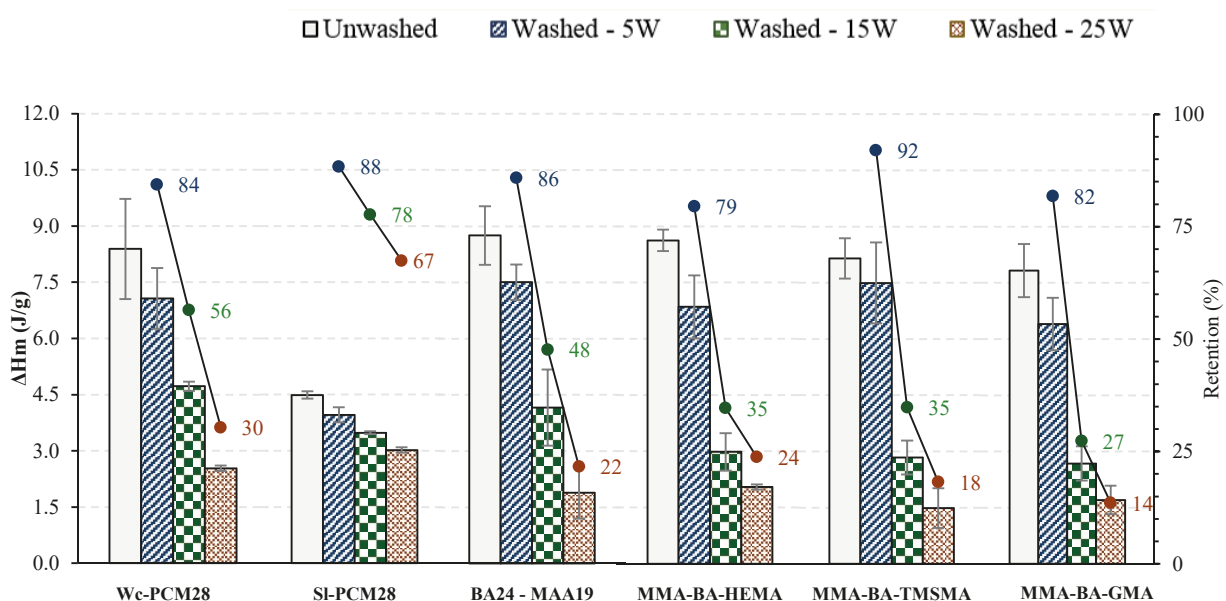 Unwashed Washed - 5W Washed - 15W Washed - 25W
12.0 100
10.5
9.0 75
7.5
6.0 50
4.5
3.0 25
1.5
0.0 0
ΔHm (J/g)
Retention (%)
84 56 30
88 78 67
86 48 22
79 35 24
92 35 18
82 27 14
Wc-PCM28 Sl-PCM28 BA24 - MAA19 MMA-BA-HEMA MMA-BA-TMSMA MMA-BA-GMA